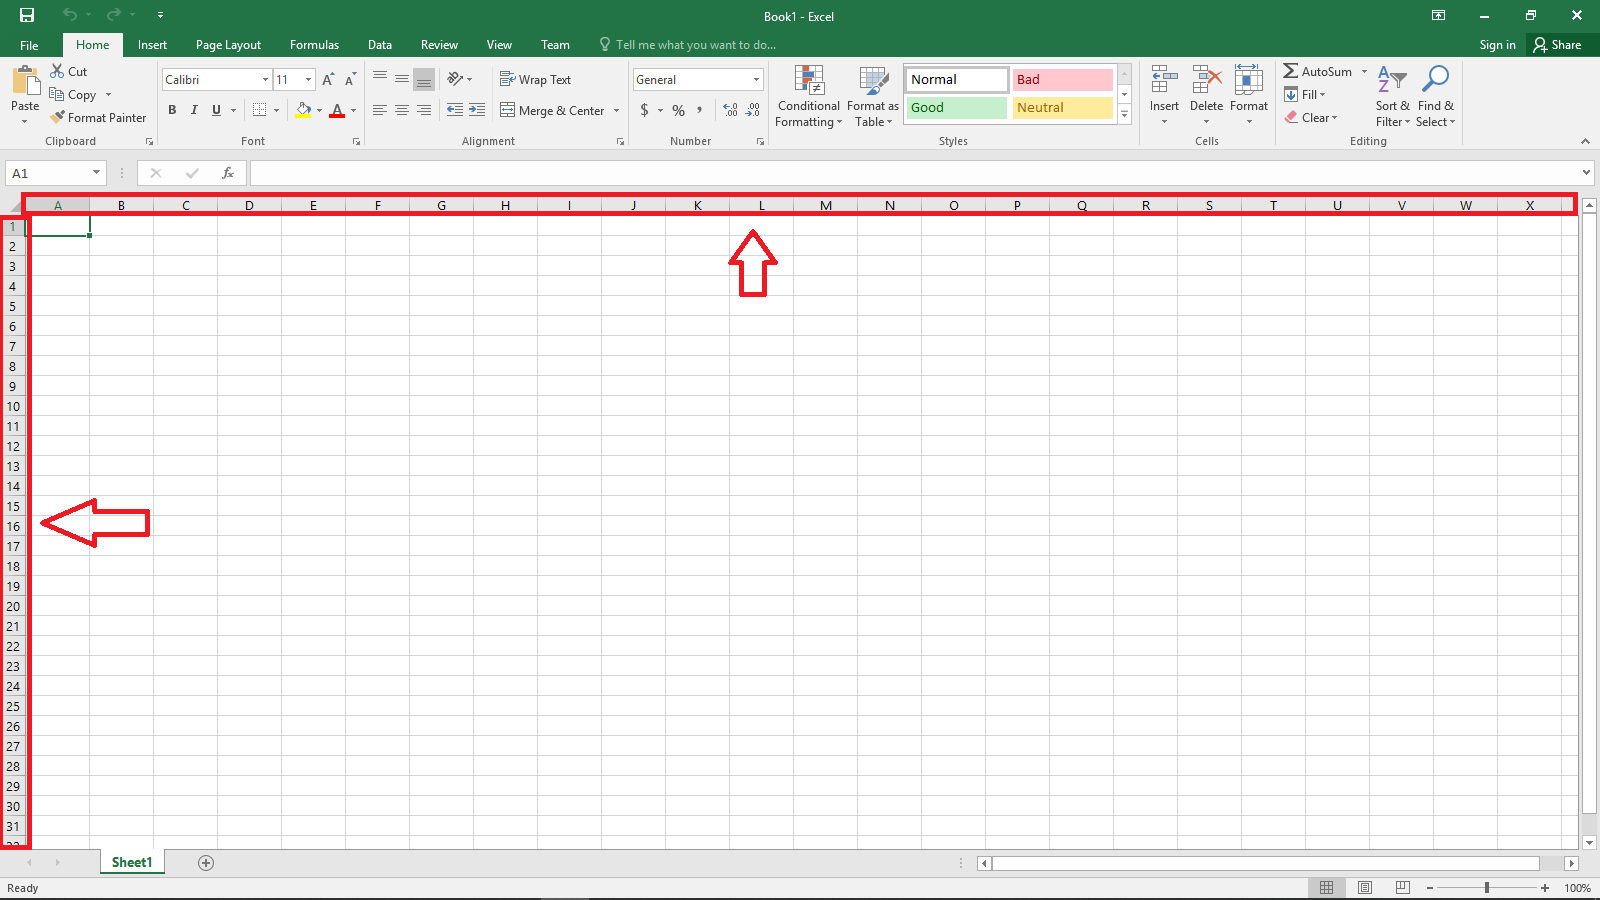 Book1 - Excel
File Home Insert Page Layout Formulas Data Review View Team Tell me what you want to do... Sign in Share
Paste
Cut
Copy
Format Painter
Clipboard
Calibri 11
B I U A
Font
Wrap Text
Merge & Center
Alignment
General
$ % ,
Number
Conditional Formatting
Format as Table
Normal Bad
Good Neutral
Styles
Insert Delete Format
Cells
AutoSum
Fill
Clear
Sort & Filter
Find & Select
Editing
A1 fx
A B C D E F G H I J K L M N O P Q R S T U V W X
1
2
3
4
5
6
7
8
9
10
11
12
13
14
15
16
17
18
19
20
21
22
23
24
25
26
27
28
29
30
31
Sheet1
Ready 100%